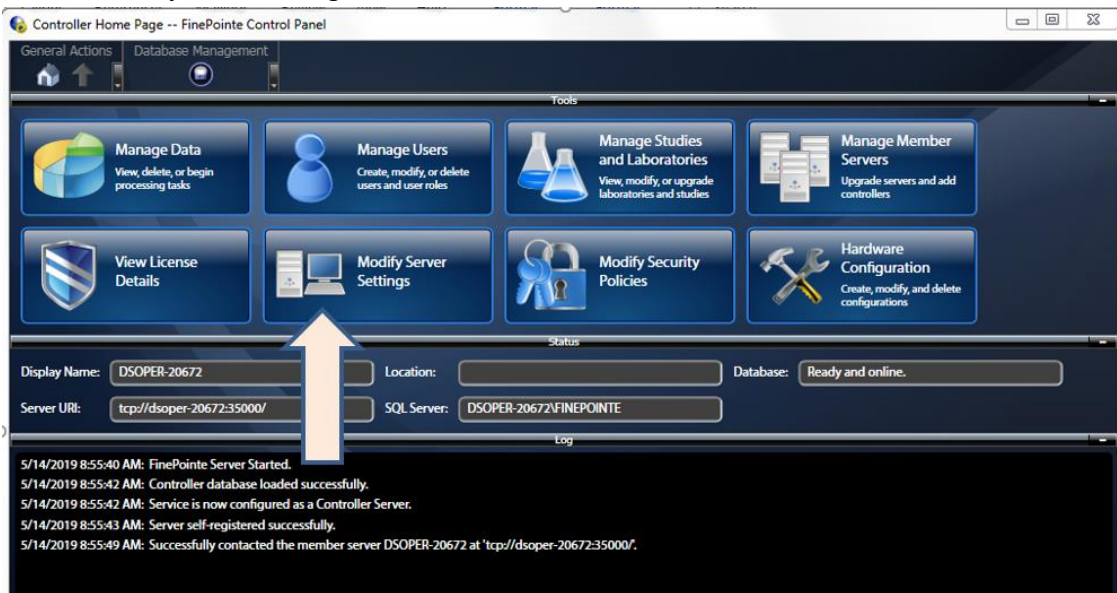 Controller Home Page -- FinePointe Control Panel
General Actions
Database Management
Tools
Manage Data
View, delete, or begin
processing tasks
Manage Users
Create, modify, or delete
users and user roles
Manage Studies
and Laboratories
View, modify, or upgrade
laboratories and studies
Manage Member
Servers
Upgrade servers and add
controllers
View License
Details
Modify Server
Settings
Modify Security
Policies
Hardware
Configuration
Create, modify, and delete
configurations
Status
Display Name: DSOPER-20672 Location: Database: Ready and online.
Server URI: tcp://dsoper-20672:35000/ SQL Server: DSOPER-20672\FINEPOINTE
Log
5/14/2019 8:55:40 AM: FinePointe Server Started.
5/14/2019 8:55:42 AM: Controller database loaded successfully.
5/14/2019 8:55:42 AM: Service is now configured as a Controller Server.
5/14/2019 8:55:43 AM: Server self-registered successfully.
5/14/2019 8:55:49 AM: Successfully contacted the member server DSOPER-20672 at 'tcp://dsoper-20672:35000/'.